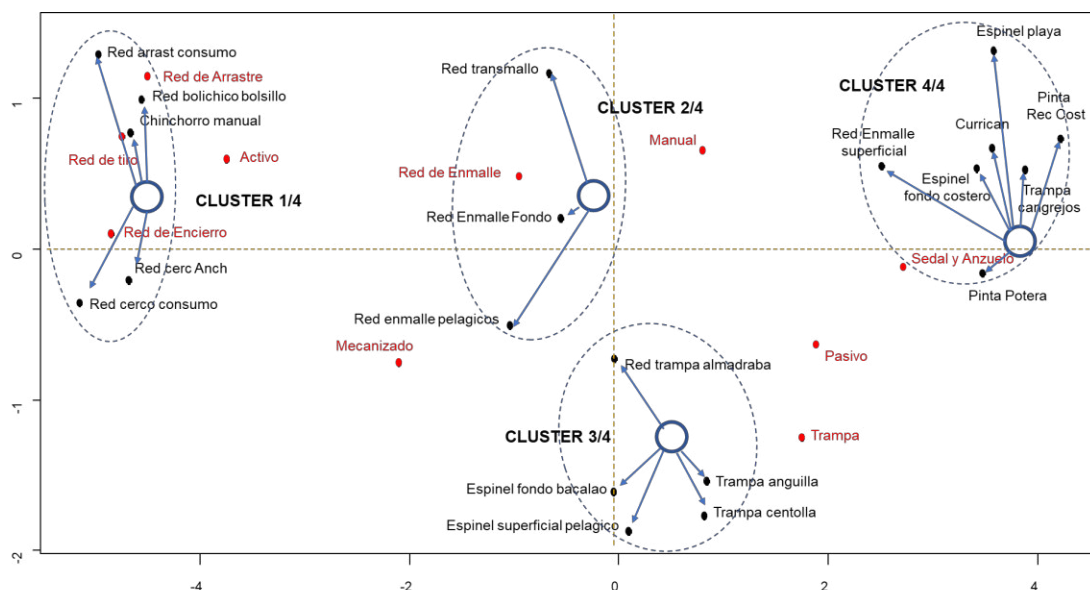 Espinel playa
Red arrast consumo
Red de Arrastre
Red transmallo
CLUSTER 4/4
Pinta
Rec Cost
Red bolichico bolsillo
CLUSTER 2/4
Chinchorro manual
Currican
Red Enmalle
superficial
Manual
Red de tiro
Activo
Red de Enmalle
Espinel
fondo costero
Trampa
cangrejos
CLUSTER 1/4
Red Enmalle Fondo
Red de Encierro
Sedal y Anzuelo
Red cerc Anch
Pinta Potera
Red cerco consumo
Red enmalle pelagicos
Mecanizado
Red trampa almadraba
Pasivo
CLUSTER 3/4
Trampa
Espinel fondo bacalao
Trampa anguilla
Trampa centolla
Espinel superficial pelagico
1
0
-1
-2
-4
-2
0
2
4